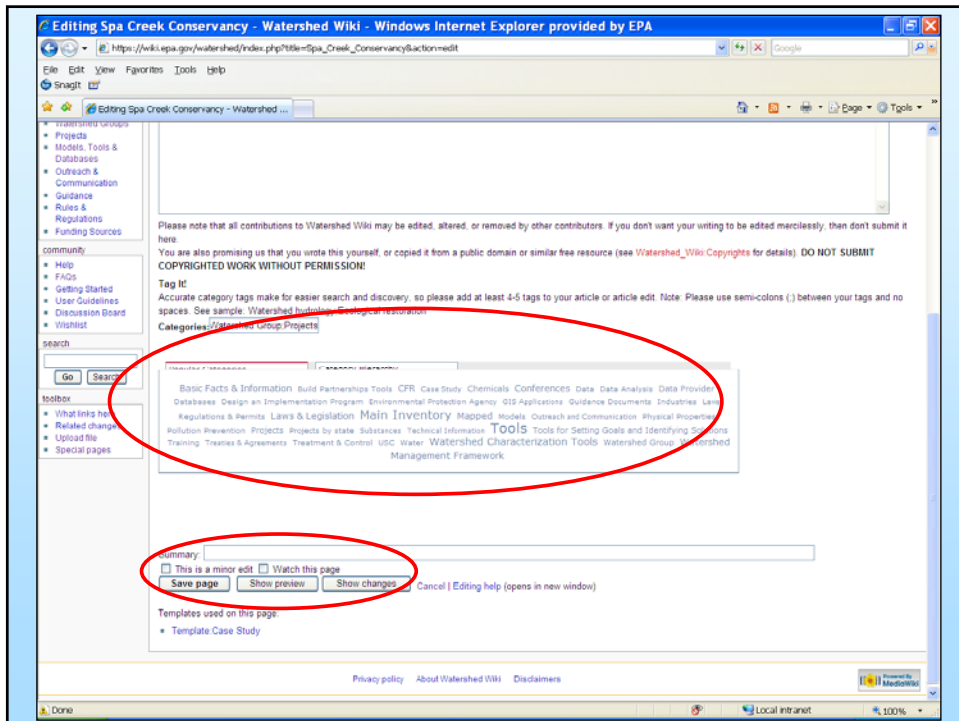 Editing Spa Creek Conservancy - Watershed Wiki - Windows Internet Explorer provided by EPA
https://wiki.epa.gov/watershed/index.php?title=Spa_Creek_Conservancy&action=edit
Google
File Edit View Favorites Tools Help
SnagIt
Editing Spa Creek Conservancy - Watershed ...
Page Tools
Watershed Groups
Projects
Models, Tools &
Databases
Outreach &
Communication
Guidance
Rules &
Regulations
Funding Sources
community
Help
FAQs
Getting Started
User Guidelines
Discussion Board
Wishlist
search
Go Search
toolbox
What links here
Related changes
Upload file
Special pages
Please note that all contributions to Watershed Wiki may be edited, altered, or removed by other contributors. If you don't want your writing to be edited mercilessly, then don't submit it
here.
You are also promising us that you wrote this yourself, or copied it from a public domain or similar free resource (see Watershed_Wiki:Copyrights for details). DO NOT SUBMIT
COPYRIGHTED WORK WITHOUT PERMISSION!
Tag It!
Accurate category tags make for easier search and discovery, so please add at least 4-5 tags to your article or article edit. Note: Please use semi-colons (;) between your tags and no
spaces. See sample: Watershed hydrology;Ecological restoration
Categories: Watershed Group;Projects
Popular Categories Category Hierarchy
Basic Facts & Information Build Partnerships Tools CFR Case Study Chemicals Conferences Data Data Analysis Data Provider
Databases Design an Implementation Program Environmental Protection Agency GIS Applications Guidance Documents Industries Laws
Regulations & Permits Laws & Legislation Main Inventory Mapped Models Outreach and Communication Physical Properties
Pollution Prevention Projects Projects by state Substances Technical Information Tools Tools for Setting Goals and Identifying Solutions
Training Treaties & Agreements Treatment & Control USC Water Watershed Characterization Tools Watershed Group Watershed
Management Framework
Summary:
This is a minor edit Watch this page
Save page Show preview Show changes Cancel | Editing help (opens in new window)
Templates used on this page:
Template:Case Study
Privacy policy About Watershed Wiki Disclaimers
Powered By
MediaWiki
Done
Local intranet
100%